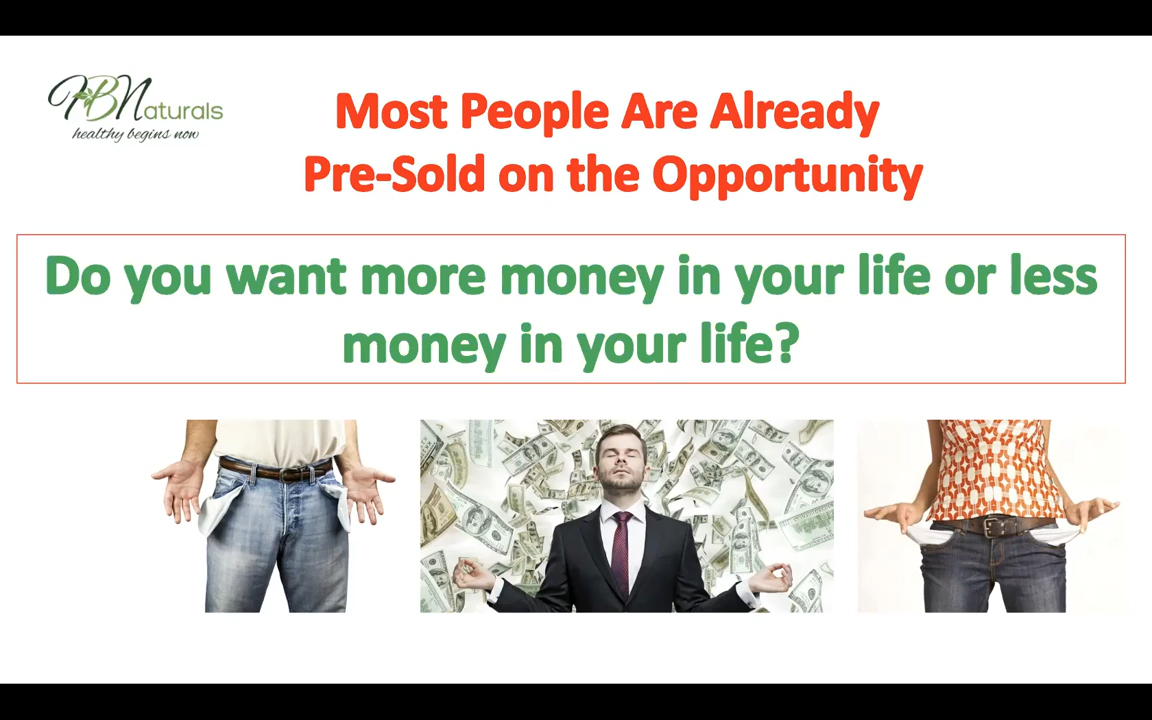 HBNaturals
healthy begins now
Most People Are Already
Pre-Sold on the Opportunity
Do you want more money in your life or less
money in your life?